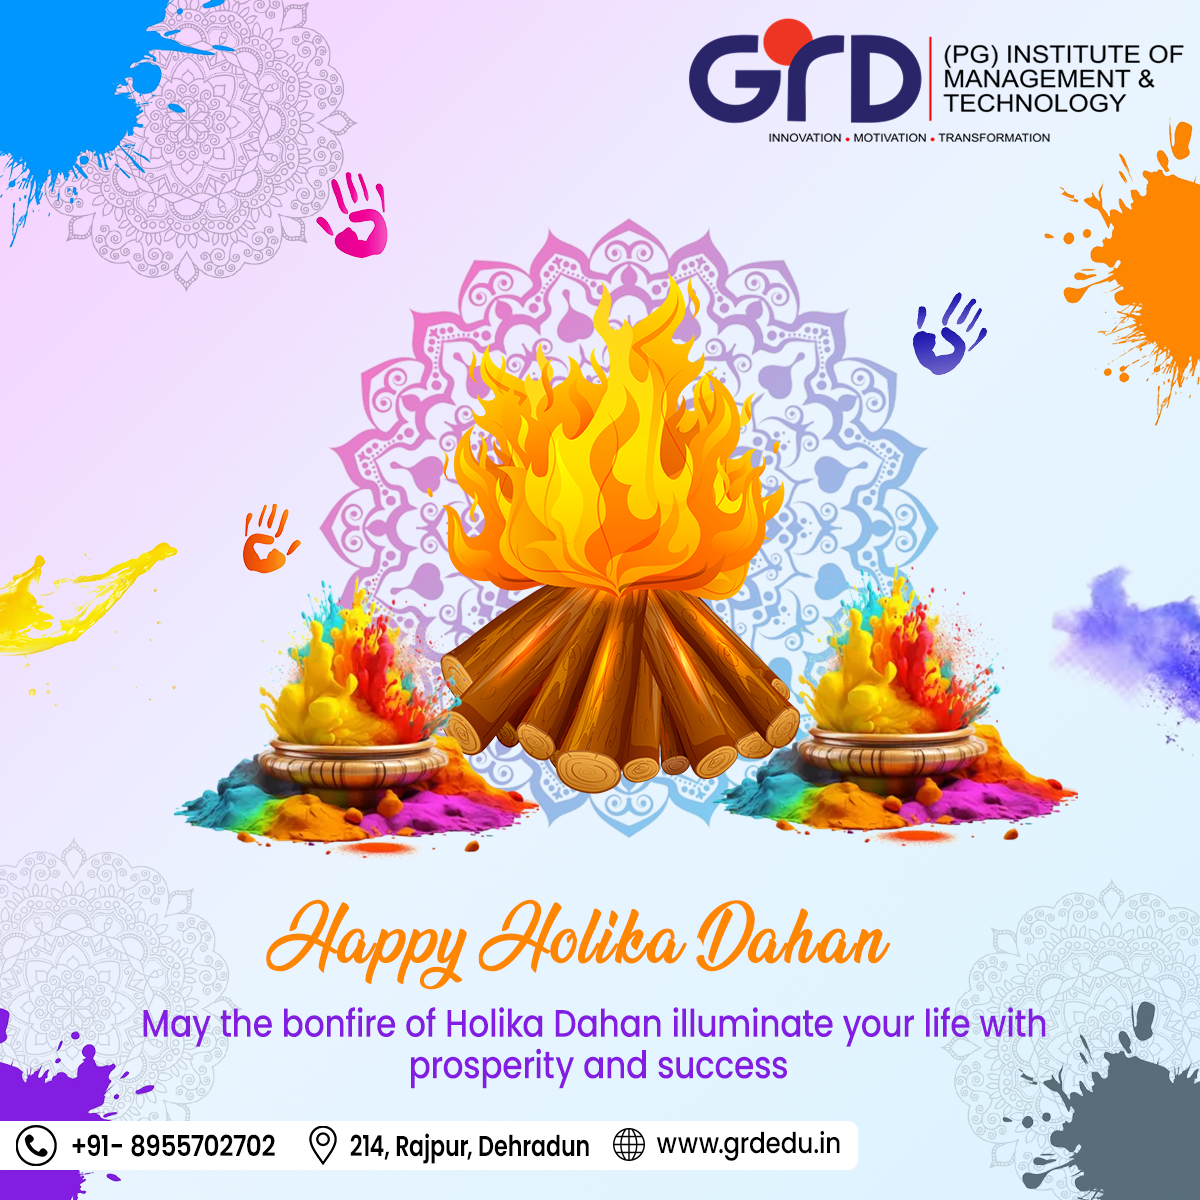 GrD
(PG) INSTITUTE OF
MANAGEMENT &
TECHNOLOGY
INNOVATION • MOTIVATION • TRANSFORMATION
Happy Holika Dahan
May the bonfire of Holika Dahan illuminate your life with
prosperity and success
+91- 8955702702 214, Rajpur, Dehradun www.grdedu.in